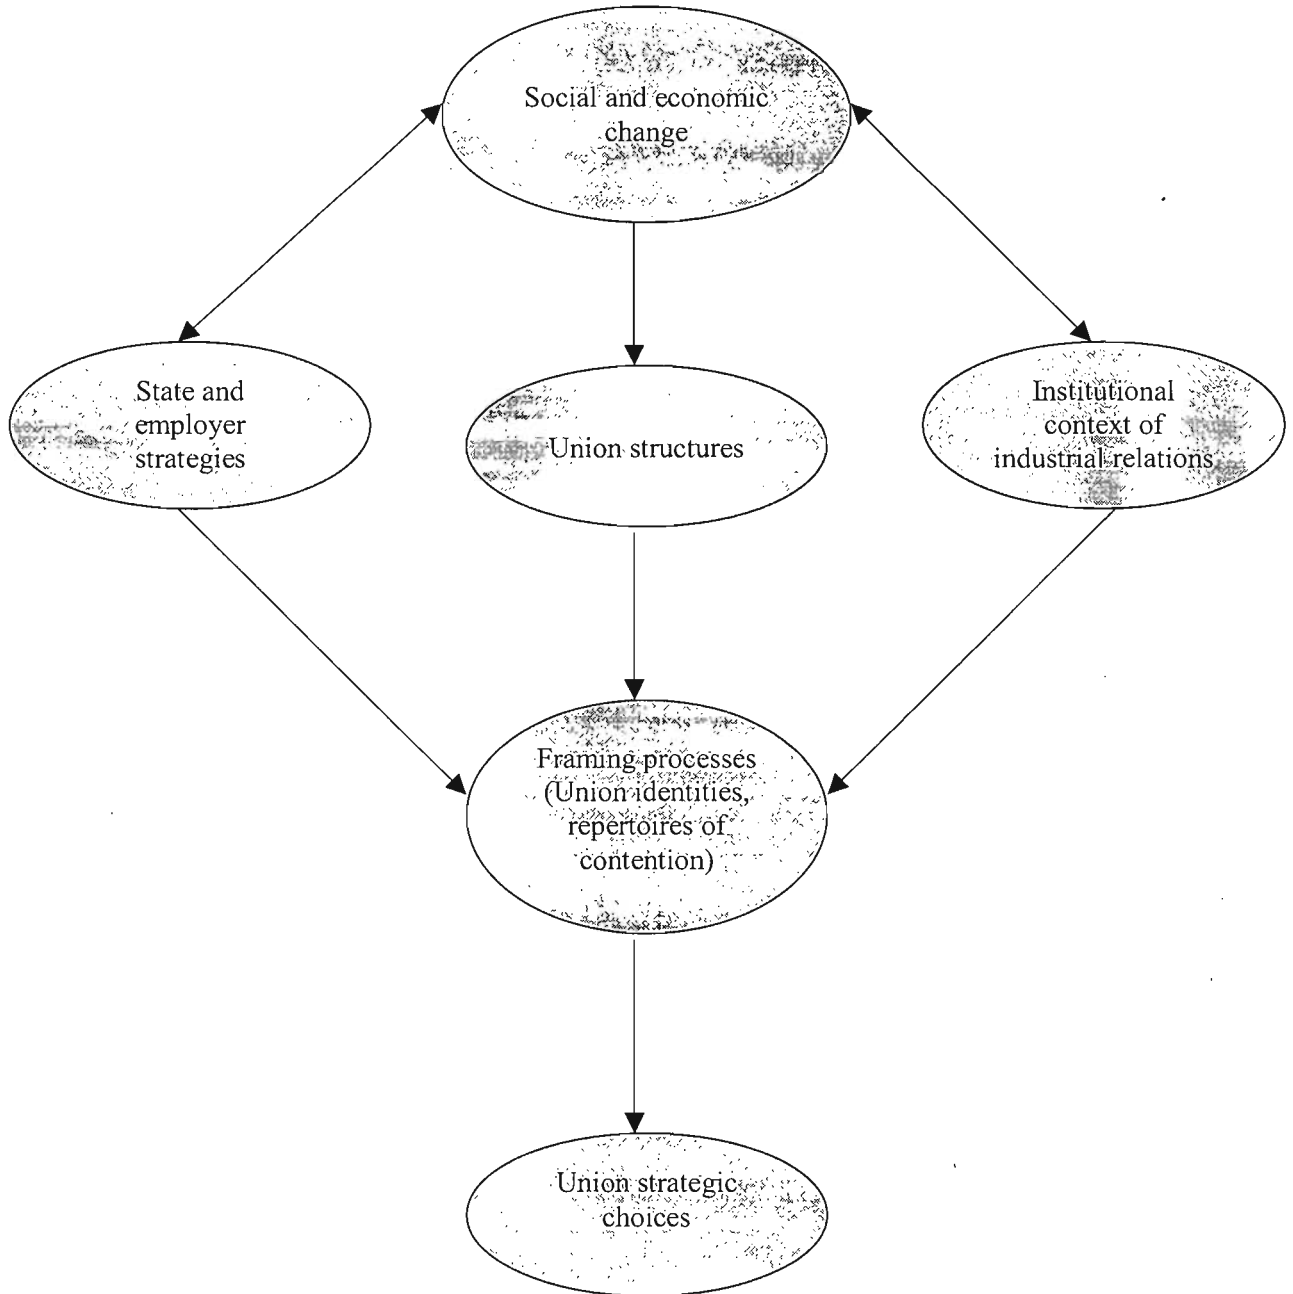 Social and economic
change
State and
employer
strategies
Union structures
Institutional
context of
industrial relations
Framing processes
(Union identities,
repertoires of
contention)
Union strategic
choices